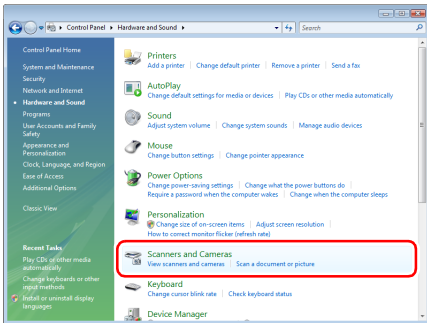 Control Panel ▸ Hardware and Sound ▸
Search
Control Panel Home
System and Maintenance
Security
Network and Internet
Hardware and Sound
Programs
User Accounts and Family
Safety
Appearance and
Personalization
Clock, Language, and Region
Ease of Access
Additional Options
Classic View
Recent Tasks
Play CDs or other media
automatically
Change keyboards or other
input methods
Install or uninstall display
languages
Printers
Add a printer | Change default printer | Remove a printer | Send a fax
AutoPlay
Change default settings for media or devices | Play CDs or other media automatically
Sound
Adjust system volume | Change system sounds | Manage audio devices
Mouse
Change button settings | Change pointer appearance
Power Options
Change power-saving settings | Change what the power buttons do |
Require a password when the computer wakes | Change when the computer sleeps
Personalization
Change size of on-screen items | Adjust screen resolution |
How to correct monitor flicker (refresh rate)
Scanners and Cameras
View scanners and cameras | Scan a document or picture
Keyboard
Change cursor blink rate | Check keyboard status
Device Manager